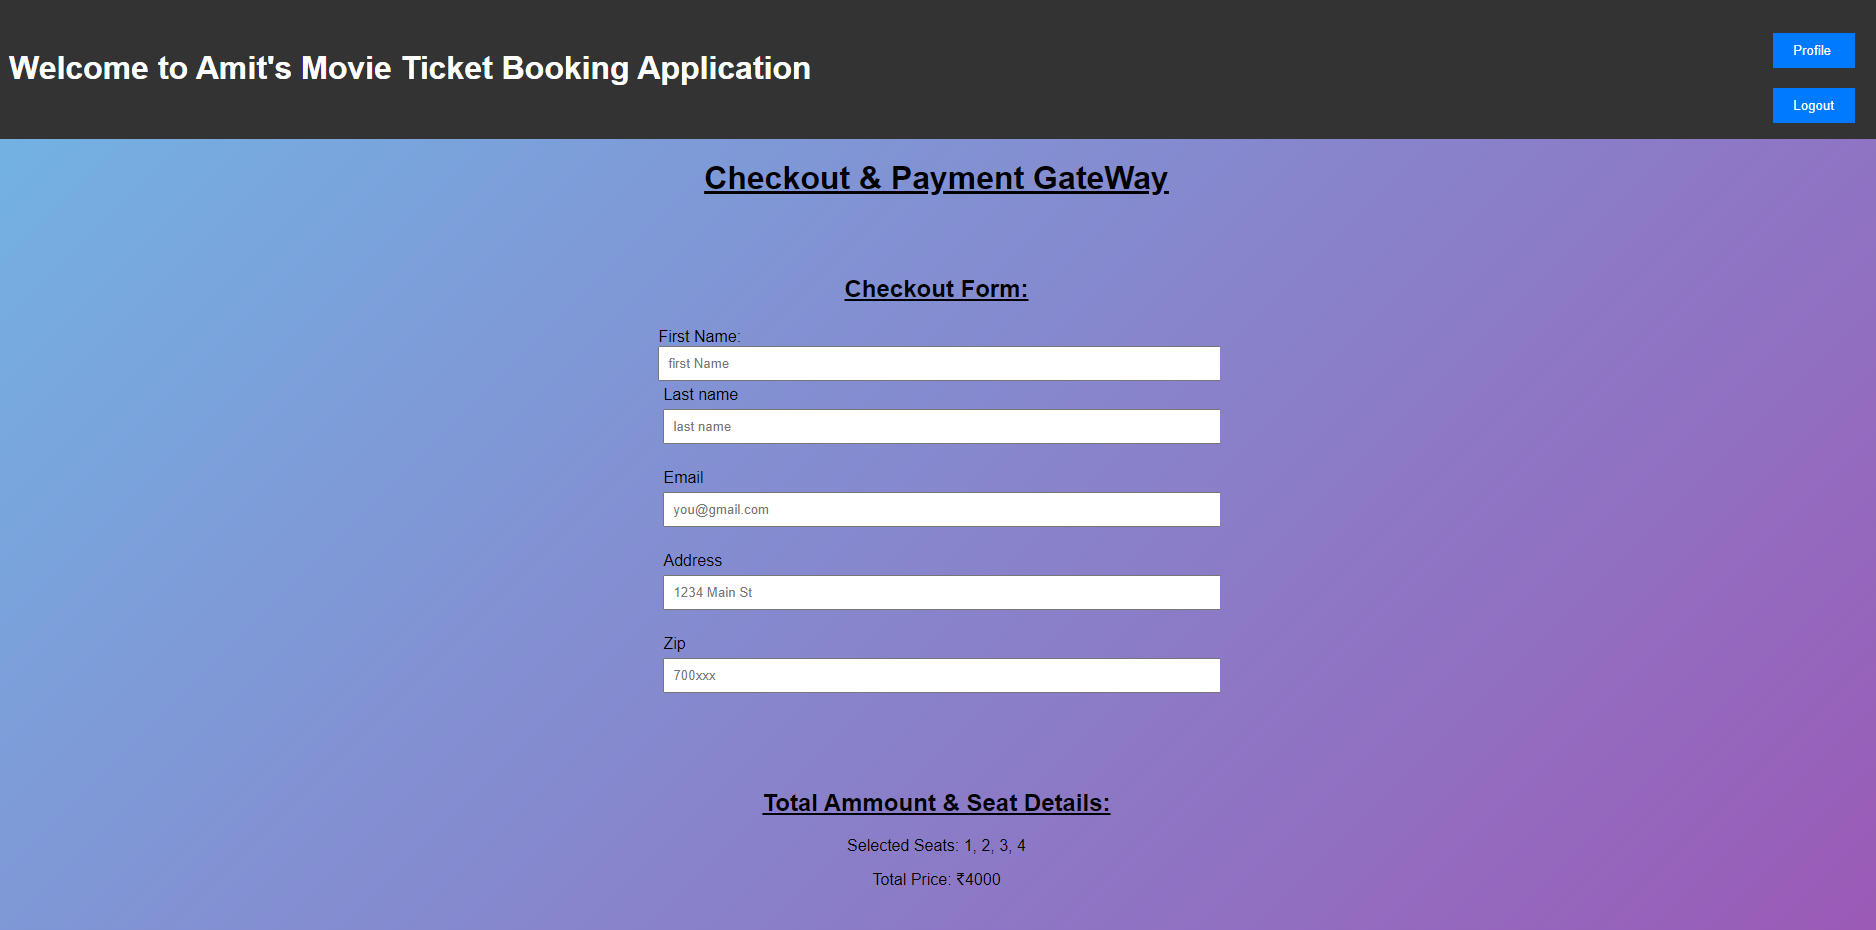 Welcome to Amit's Movie Ticket Booking Application
Profile
Logout
Checkout & Payment GateWay
Checkout Form:
First Name:
first Name
Last name
last name
Email
you@gmail.com
Address
1234 Main St
Zip
700xxx
Total Ammount & Seat Details:
Selected Seats: 1, 2, 3, 4
Total Price: ₹4000